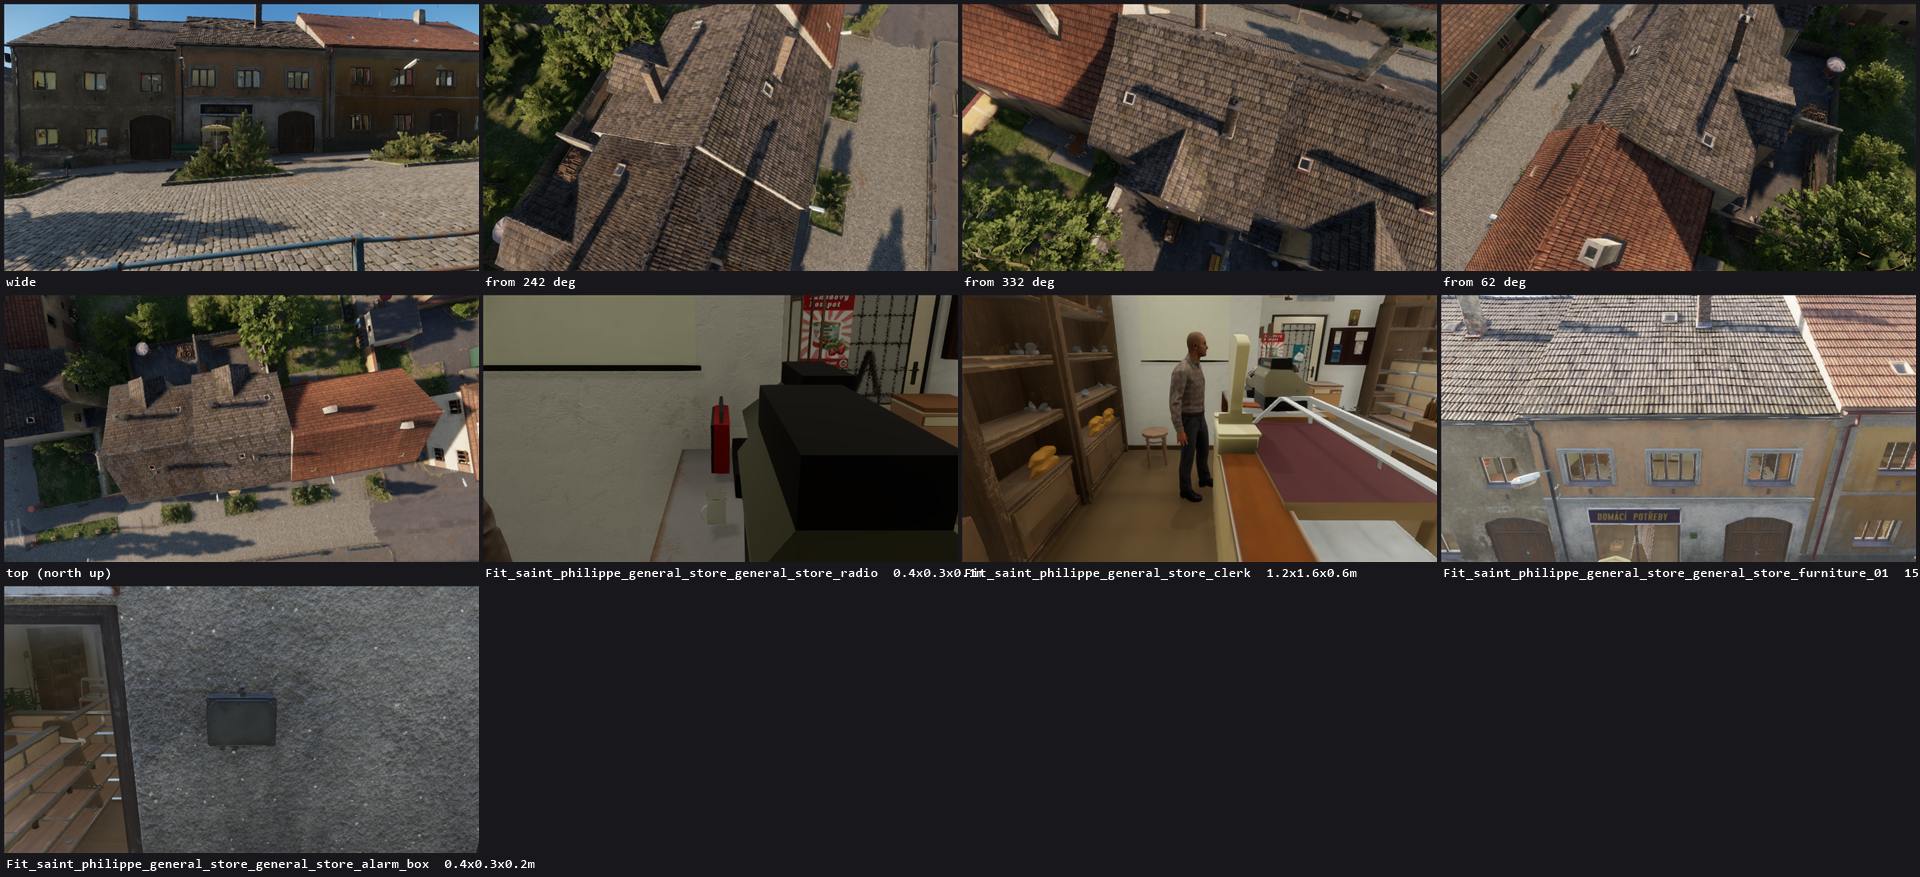 wide
from 242 deg
from 332 deg
from 62 deg
top (north up)
Fit_saint_philippe_general_store_general_store_radio 0.4x0.3x0.
Fit_saint_philippe_general_store_clerk 1.2x1.6x0.6m
DOMÁCÍ POTŘEBY
Fit_saint_philippe_general_store_general_store_furniture_01 15
Fit_saint_philippe_general_store_general_store_alarm_box 0.4x0.3x0.2m